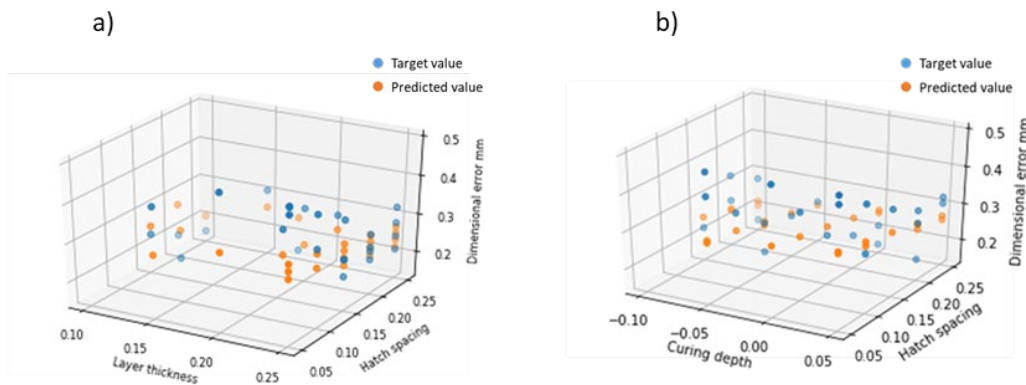 a)
Target value
Predicted value
0.5
0.4
0.3
0.2
Dimensional error mm
0.10
0.15
0.20
0.25
Layer thickness
0.05
0.10
0.15
0.20
0.25
Hatch spacing
b)
Target value
Predicted value
0.5
0.4
0.3
0.2
Dimensional error mm
−0.10
−0.05
0.00
0.05
Curing depth
0.05
0.10
0.15
0.20
0.25
Hatch spacing